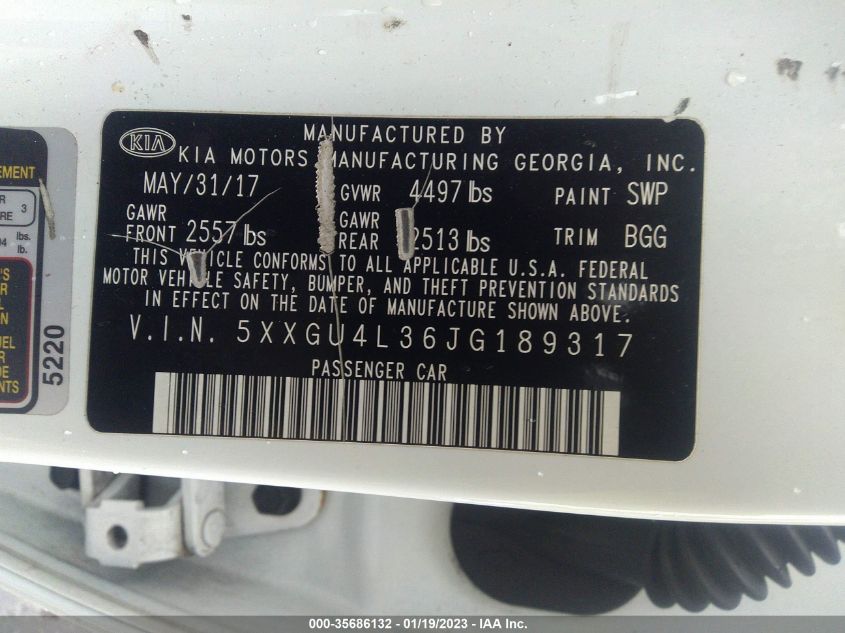 KIA
MANUFACTURED BY
KIA MOTORS MANUFACTURING GEORGIA, INC.
MAY/31/17 GVWR 4497 lbs PAINT SWP
GAWR FRONT 2557 lbs GAWR REAR 2513 lbs TRIM BGG
THIS VEHICLE CONFORMS TO ALL APPLICABLE U.S.A. FEDERAL
MOTOR VEHICLE SAFETY, BUMPER, AND THEFT PREVENTION STANDARDS
IN EFFECT ON THE DATE OF MANUFACTURE SHOWN ABOVE.
V.I.N. 5XXGU4L36JG189317
PASSENGER CAR
3
lbs.
lb.
5220
000-35686132 - 01/19/2023 - IAA Inc.